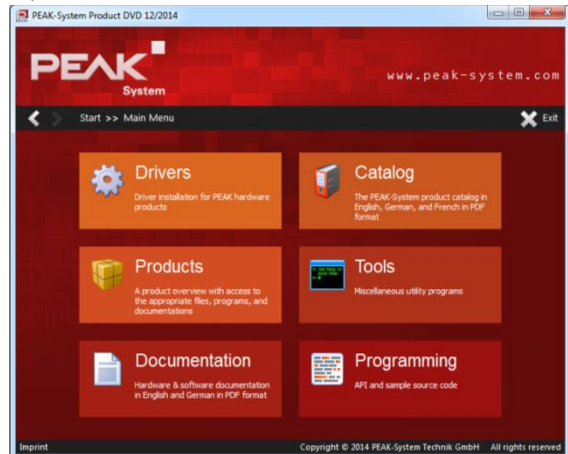 PEAK-System Product DVD 12/2014
PEAK
System
www.peak-system.com
Start >> Main Menu
Exit
Drivers
Driver installation for PEAK hardware
products
Catalog
The PEAK-System product catalog in
English, German, and French in PDF
format
Products
A product overview with access to
the appropriate files, programs, and
documentations
Tools
Miscellaneous utility programs
Documentation
Hardware & software documentation
in English and German in PDF format
Programming
API and sample source code
Imprint
Copyright © 2014 PEAK-System Technik GmbH All rights reserved